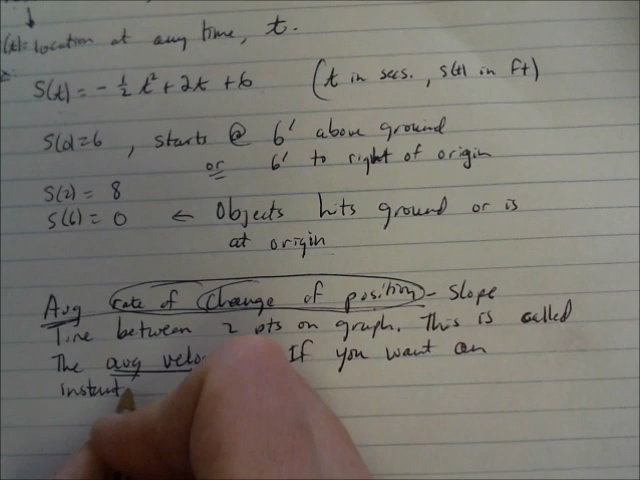 (t)= location at any time, t.
S(t) = - 1/2 t² + 2t + 6 (t in secs., s(t) in ft)
S(0)=6, starts @ 6' above ground
or 6' to right of origin
S(2) = 8
S(6) = 0 ← Objects hits ground or is
at origin
Avg rate of change of position - Slope
line between 2 pts on graph. This is called
The avg velo If you want an
instant